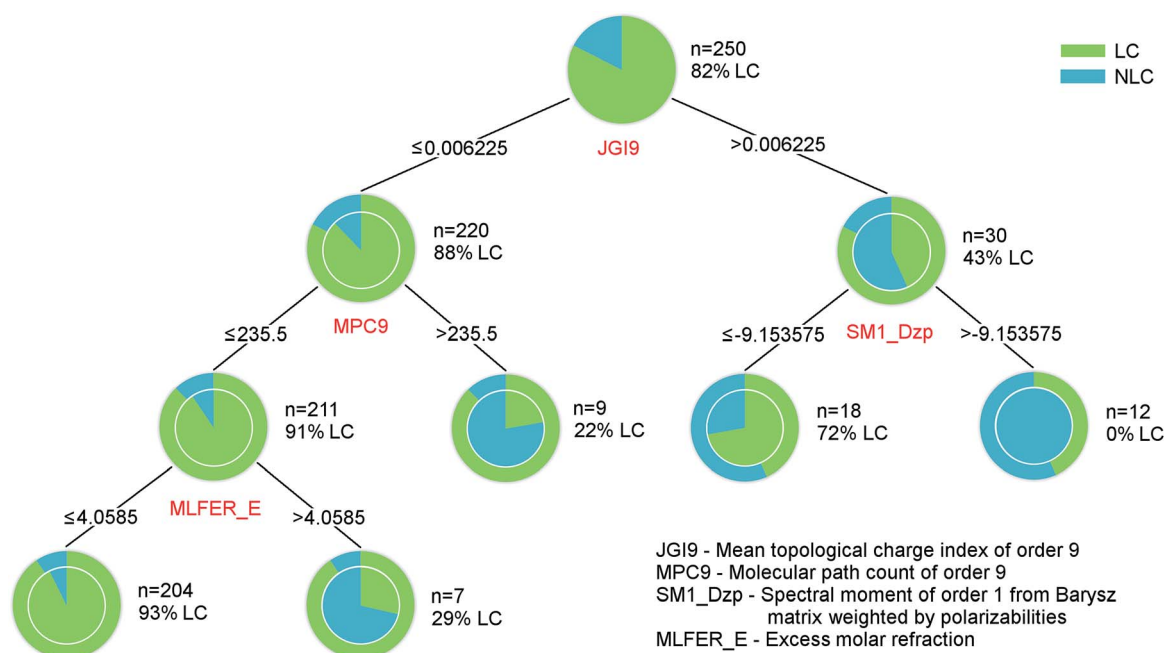 n=250
82% LC
LC
NLC
JGI9
≤0.006225
>0.006225
n=220
88% LC
n=30
43% LC
MPC9
SM1_Dzp
≤235.5
>235.5
≤-9.153575
>-9.153575
n=211
91% LC
n=9
22% LC
n=18
72% LC
n=12
0% LC
MLFER_E
≤4.0585
>4.0585
n=204
93% LC
n=7
29% LC
JGI9 - Mean topological charge index of order 9
MPC9 - Molecular path count of order 9
SM1_Dzp - Spectral moment of order 1 from Barysz
matrix weighted by polarizabilities
MLFER_E - Excess molar refraction